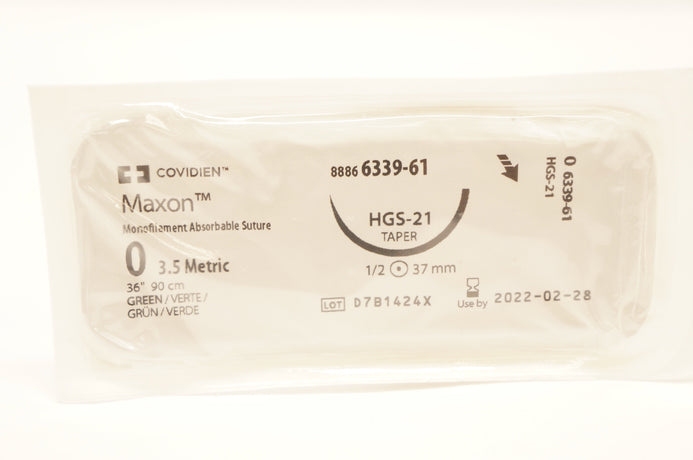 COVIDIEN™
Maxon™
Monofilament Absorbable Suture
0 3.5 Metric
36" 90 cm
GREEN / VERTE /
GRÜN / VERDE
8886 6339-61
HGS-21
TAPER
1/2 37 mm
LOT D7B1424X
Use by 2022-02-28
0 6339-61
HGS-21